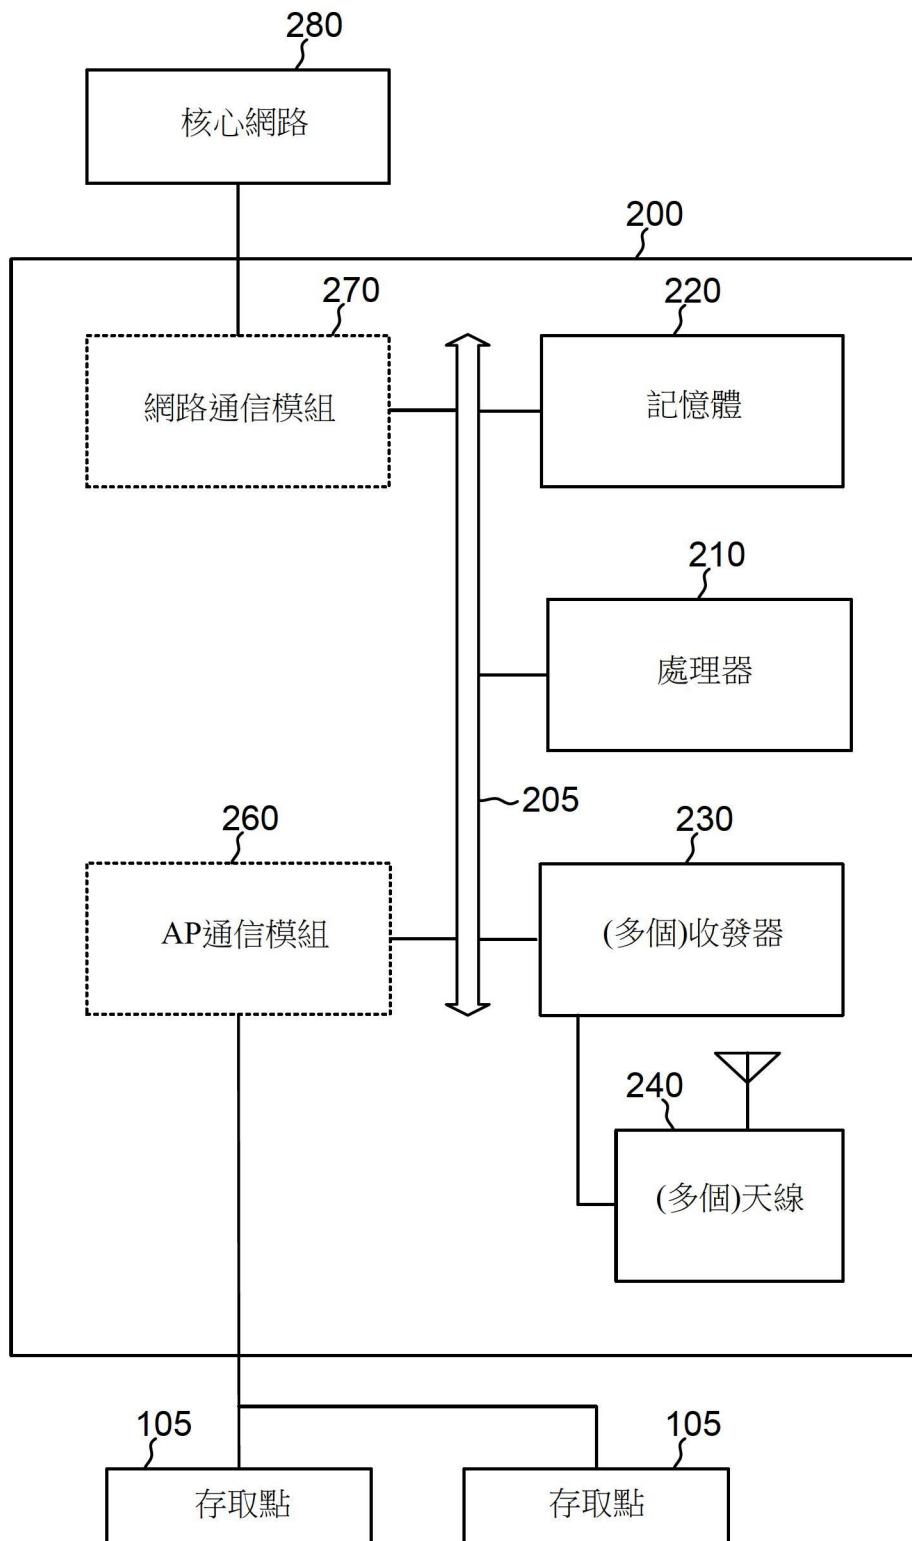 280
核心網路
200
270
220
網路通信模組
記憶體
210
處理器
205
260
230
AP通信模組
(多個)收發器
240
(多個)天線
105
105
存取點
存取點